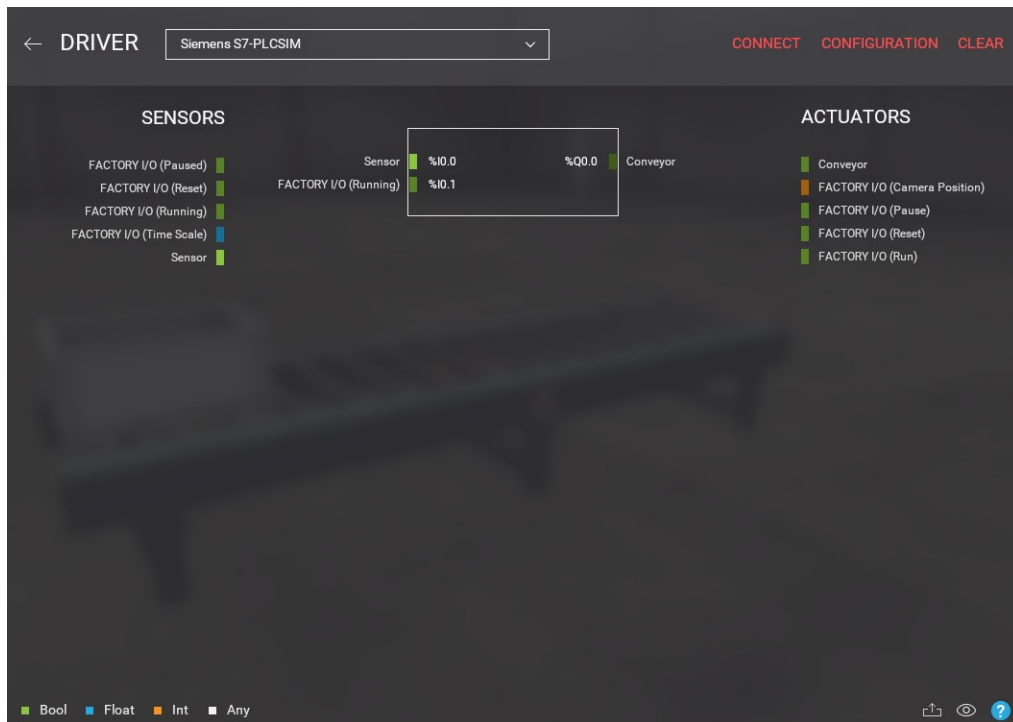 ← DRIVER Siemens S7-PLCSIM CONNECT CONFIGURATION CLEAR
SENSORS
FACTORY I/O (Paused)
FACTORY I/O (Reset)
FACTORY I/O (Running)
FACTORY I/O (Time Scale)
Sensor
Sensor %I0.0 %Q0.0 Conveyor
FACTORY I/O (Running) %I0.1
ACTUATORS
Conveyor
FACTORY I/O (Camera Position)
FACTORY I/O (Pause)
FACTORY I/O (Reset)
FACTORY I/O (Run)
Bool Float Int Any ?